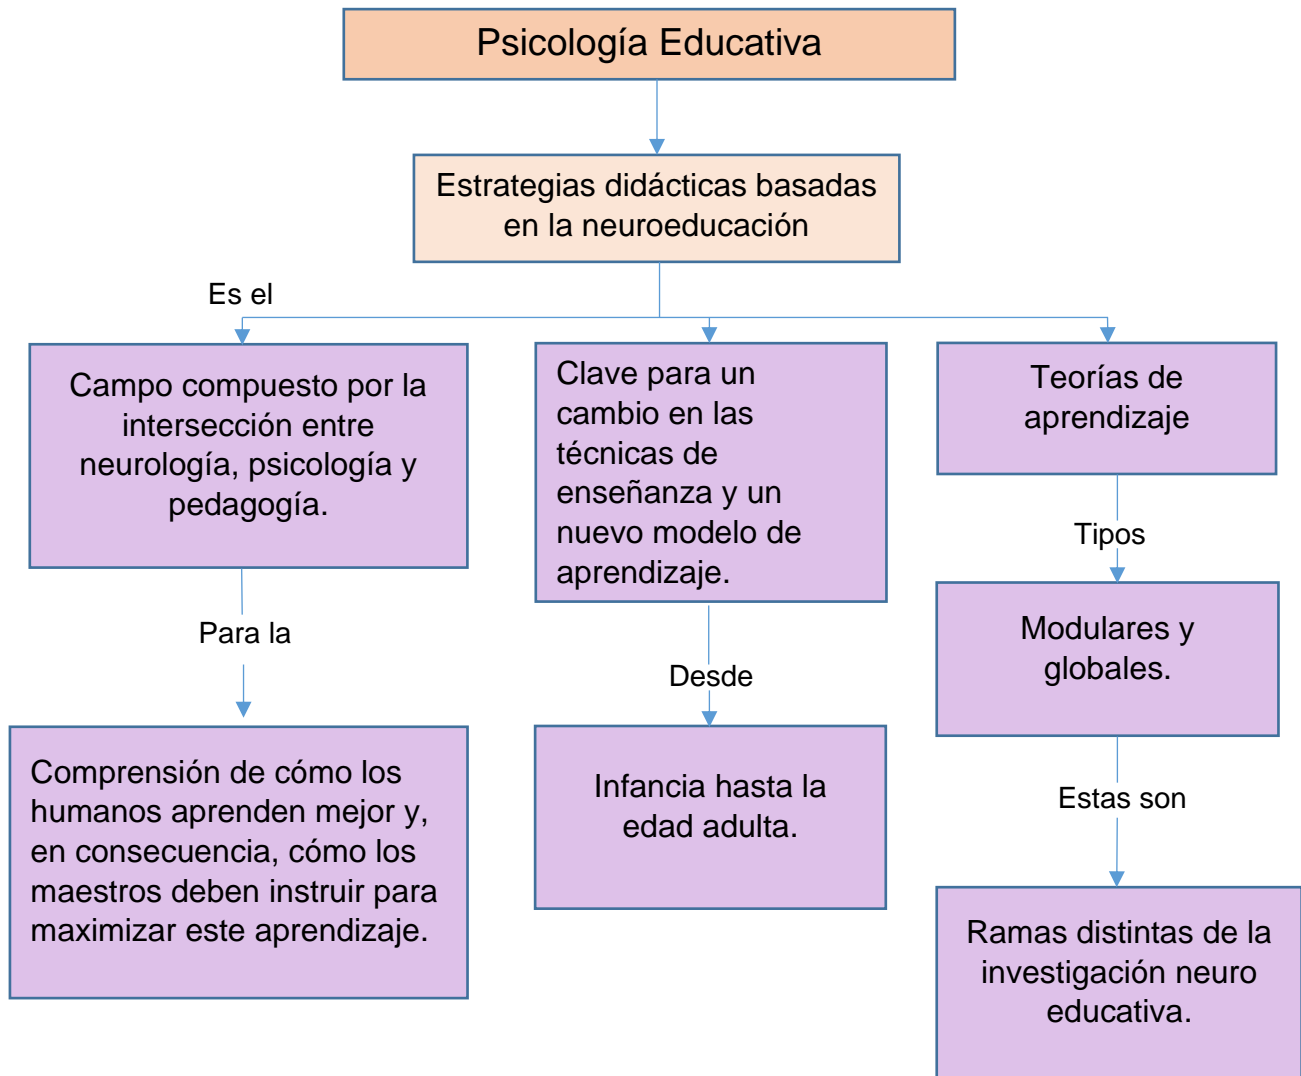 Psicología Educativa
Estrategias didácticas basadas
en la neuroeducación
Es el
Campo compuesto por la
intersección entre
neurología, psicología y
pedagogía.
Para la
Comprensión de cómo los
humanos aprenden mejor y,
en consecuencia, cómo los
maestros deben instruir para
maximizar este aprendizaje.
Clave para un
cambio en las
técnicas de
enseñanza y un
nuevo modelo de
aprendizaje.
Desde
Infancia hasta la
edad adulta.
Teorías de
aprendizaje
Tipos
Modulares y
globales.
Estas son
Ramas distintas de la
investigación neuro
educativa.